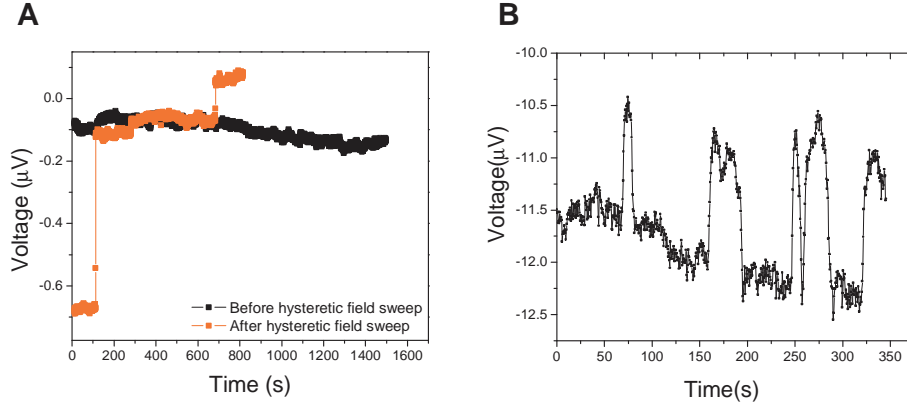 A
0.0
-0.2
-0.4
-0.6
Voltage (μV)
Before hysteretic field sweep
After hysteretic field sweep
0 200 400 600 800 1000 1200 1400 1600
Time (s)
B
-10.0
-10.5
-11.0
-11.5
-12.0
-12.5
Voltage(μV)
0 50 100 150 200 250 300 350
Time(s)